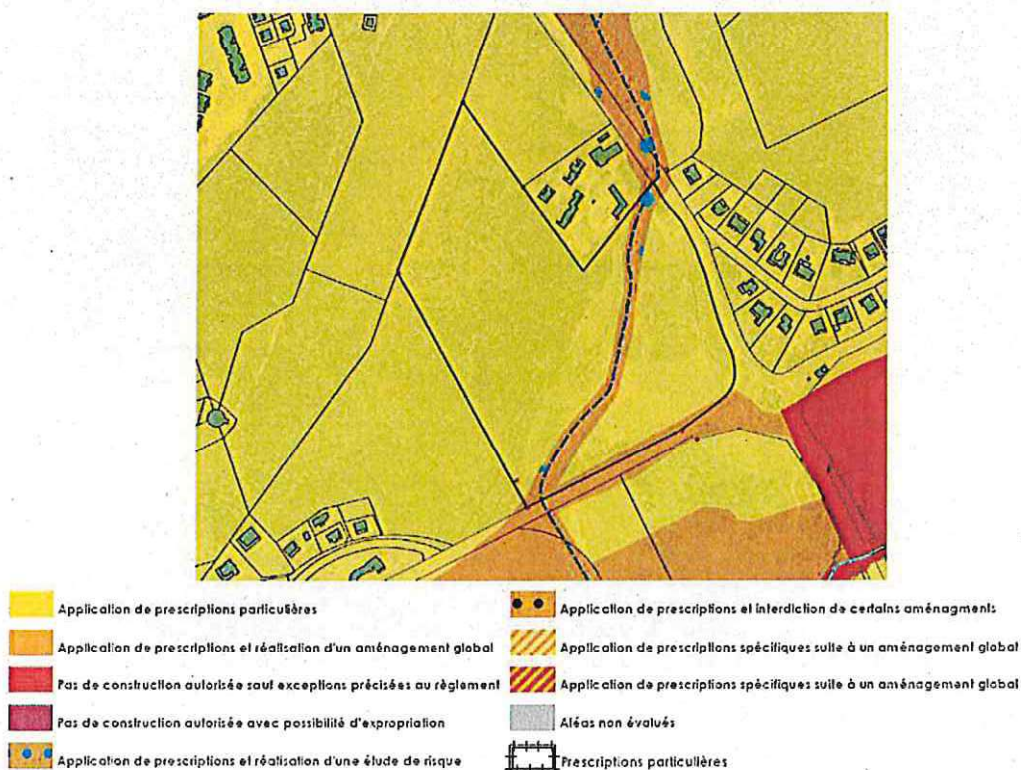 Application de prescriptions particulières
Application de prescriptions et réalisation d'un aménagement global
Pas de construction autorisée sauf exceptions précisées au règlement
Pas de construction autorisée avec possibilité d'expropriation
Application de prescriptions et réalisation d'une étude de risque
Application de prescriptions et interdiction de certains aménagments
Application de prescriptions spécifiques suite à un aménagement global
Application de prescriptions spécifiques suite à un aménagement global
Aléas non évalués
Prescriptions particulières